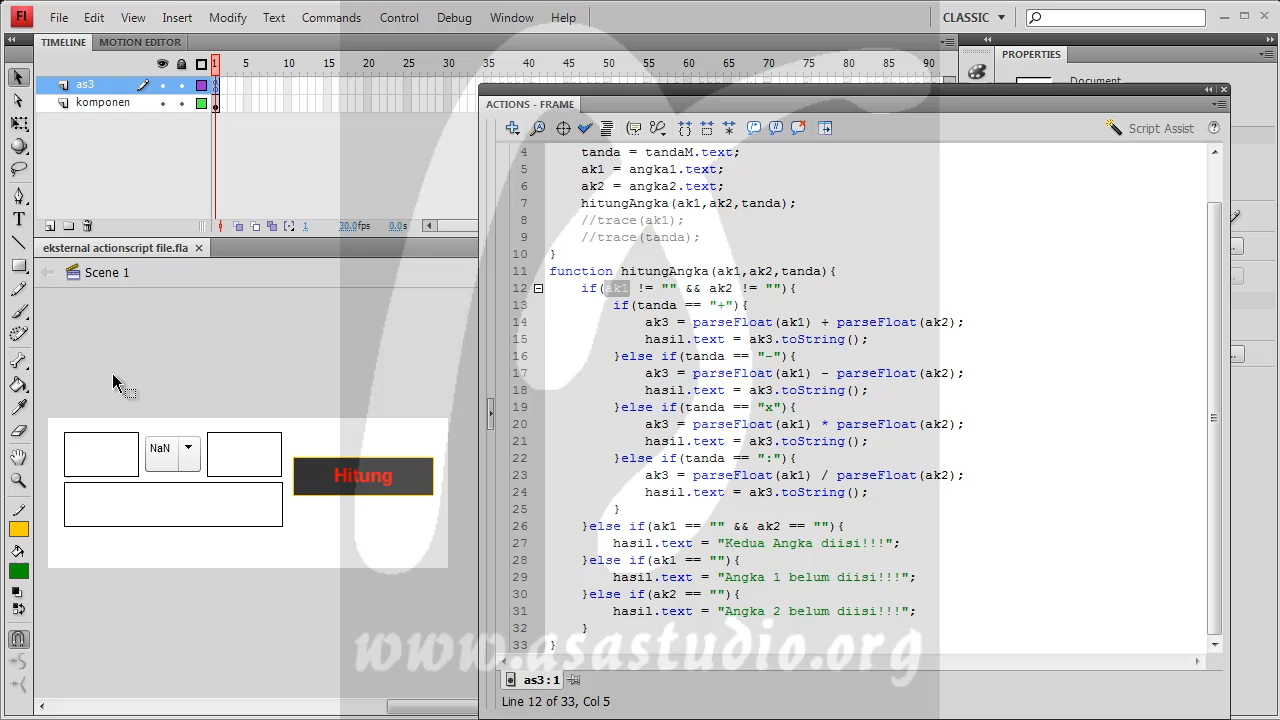 Fl File Edit View Insert Modify Text Commands Control Debug Window Help CLASSIC
TIMELINE MOTION EDITOR
PROPERTIES
1 5 10 15 20 25 30 35 40 45 50 55 60 65 70 75 80 85 90
as3
komponen
Document
1 30.0fps 0.0s
eksternal actionscript file.fla
Scene 1
NaN
Hitung
ACTIONS - FRAME
Script Assist
4 tanda = tandaM.text;
5 ak1 = angka1.text;
6 ak2 = angka2.text;
7 hitungAngka(ak1,ak2,tanda);
8 //trace(ak1);
9 //trace(tanda);
10 }
11 function hitungAngka(ak1,ak2,tanda){
12 if(ak1 != "" && ak2 != ""){
13 if(tanda == "+"){
14 ak3 = parseFloat(ak1) + parseFloat(ak2);
15 hasil.text = ak3.toString();
16 }else if(tanda == "-"){
17 ak3 = parseFloat(ak1) - parseFloat(ak2);
18 hasil.text = ak3.toString();
19 }else if(tanda == "x"){
20 ak3 = parseFloat(ak1) * parseFloat(ak2);
21 hasil.text = ak3.toString();
22 }else if(tanda == ":"){
23 ak3 = parseFloat(ak1) / parseFloat(ak2);
24 hasil.text = ak3.toString();
25 }
26 }else if(ak1 == "" && ak2 == ""){
27 hasil.text = "Kedua Angka diisi!!!";
28 }else if(ak1 == ""){
29 hasil.text = "Angka 1 belum diisi!!!";
30 }else if(ak2 == ""){
31 hasil.text = "Angka 2 belum diisi!!!";
32 }
33 }
www.asastudio.org
as3:1
Line 12 of 33, Col 5